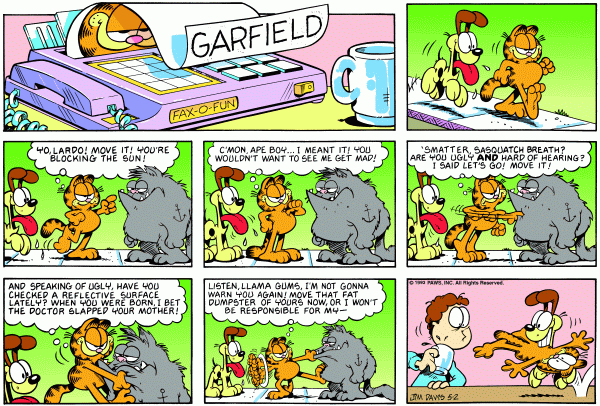 GARFIELD
FAX-O-FUN
YO, LARDO! MOVE IT! YOU'RE
BLOCKING THE SUN!
C'MON, APE BOY... I MEANT IT! YOU
WOULDN'T WANT TO SEE ME GET MAD!
'SMATTER, SASQUATCH BREATH?
ARE YOU UGLY AND HARD OF HEARING?
I SAID LET'S GO! MOVE IT!
AND SPEAKING OF UGLY, HAVE YOU
CHECKED A REFLECTIVE SURFACE
LATELY? WHEN YOU WERE BORN, I BET
THE DOCTOR SLAPPED YOUR MOTHER!
LISTEN, LLAMA GUMS, I'M NOT GONNA
WARN YOU AGAIN! MOVE THAT FAT
DUMPSTER OF YOURS NOW, OR I WON'T
BE RESPONSIBLE FOR MY—
© 1993 PAWS, INC. All Rights Reserved.
JIM DAVIS 5-2